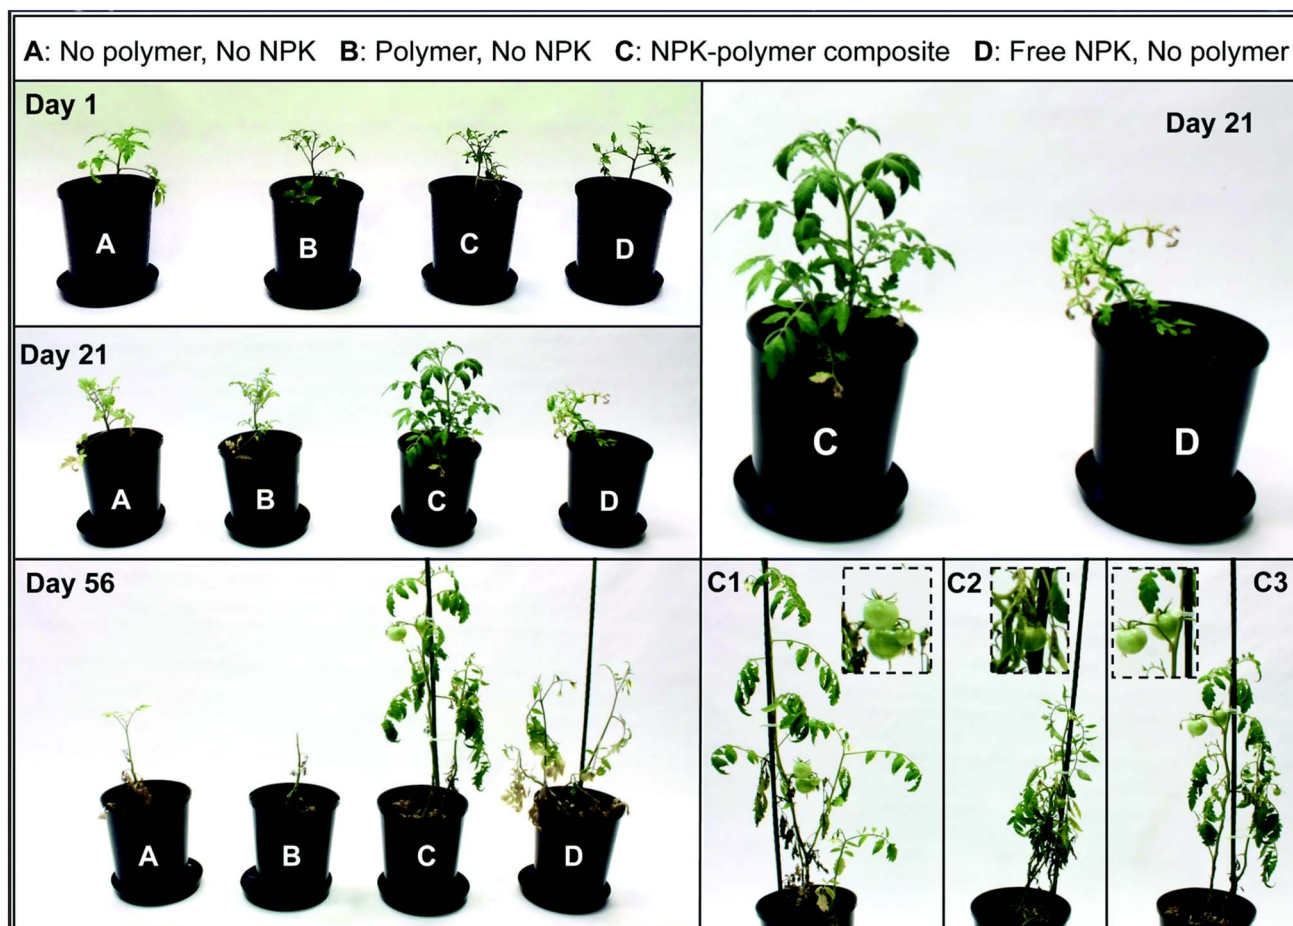 A: No polymer, No NPK B: Polymer, No NPK C: NPK-polymer composite D: Free NPK, No polymer
Day 1
A B C D
Day 21
A B C D
Day 21
C D
Day 56
A B C D
C1 C2 C3